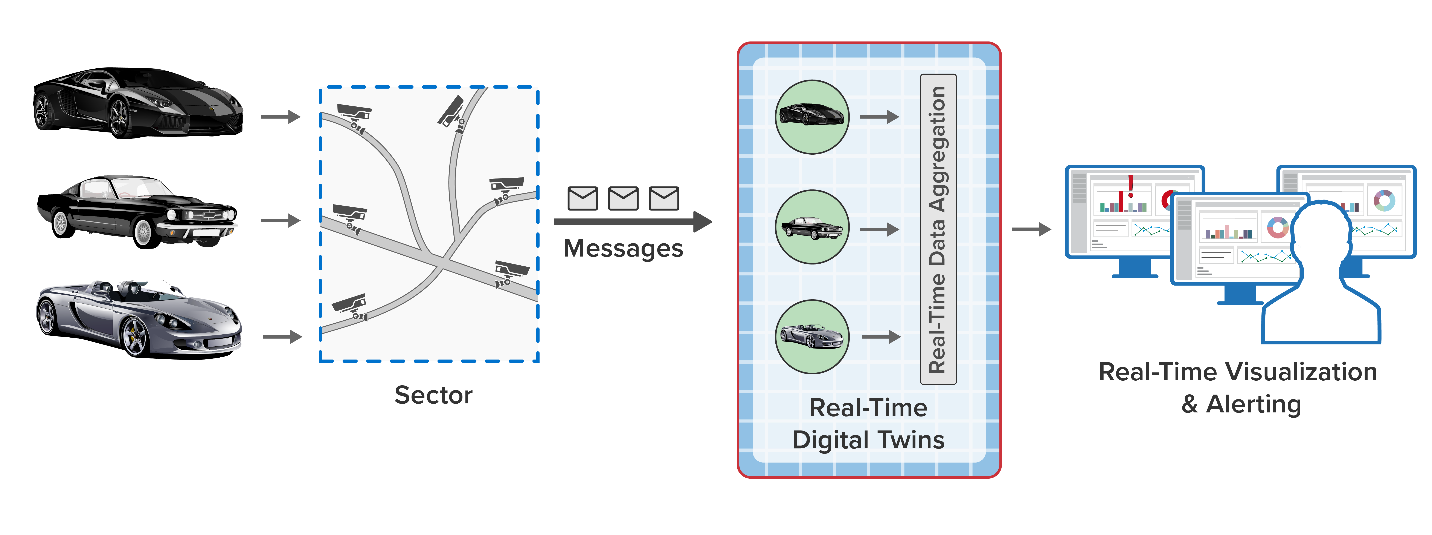 Sector
Messages
Real-Time Data Aggregation
Real-Time
Digital Twins
!
Real-Time Visualization
& Alerting